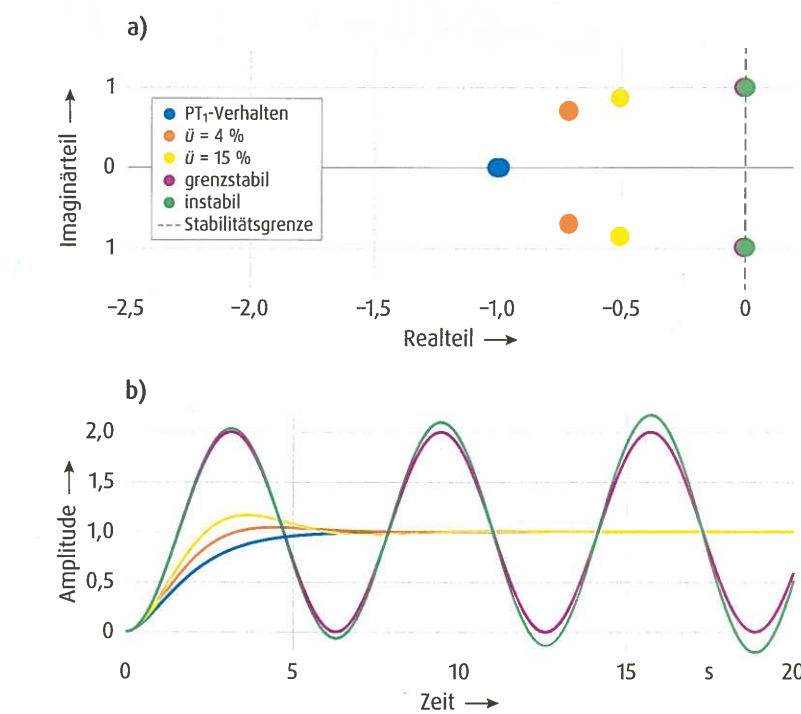 a)
Imaginärteil
1
0
1
PT₁-Verhalten
ü = 4 %
ü = 15 %
grenzstabil
instabil
Stabilitätsgrenze
–2,5 –2,0 –1,5 –1,0 –0,5 0
Realteil
b)
Amplitude
2,0
1,5
1,0
0,5
0
0 5 10 15 s 20
Zeit